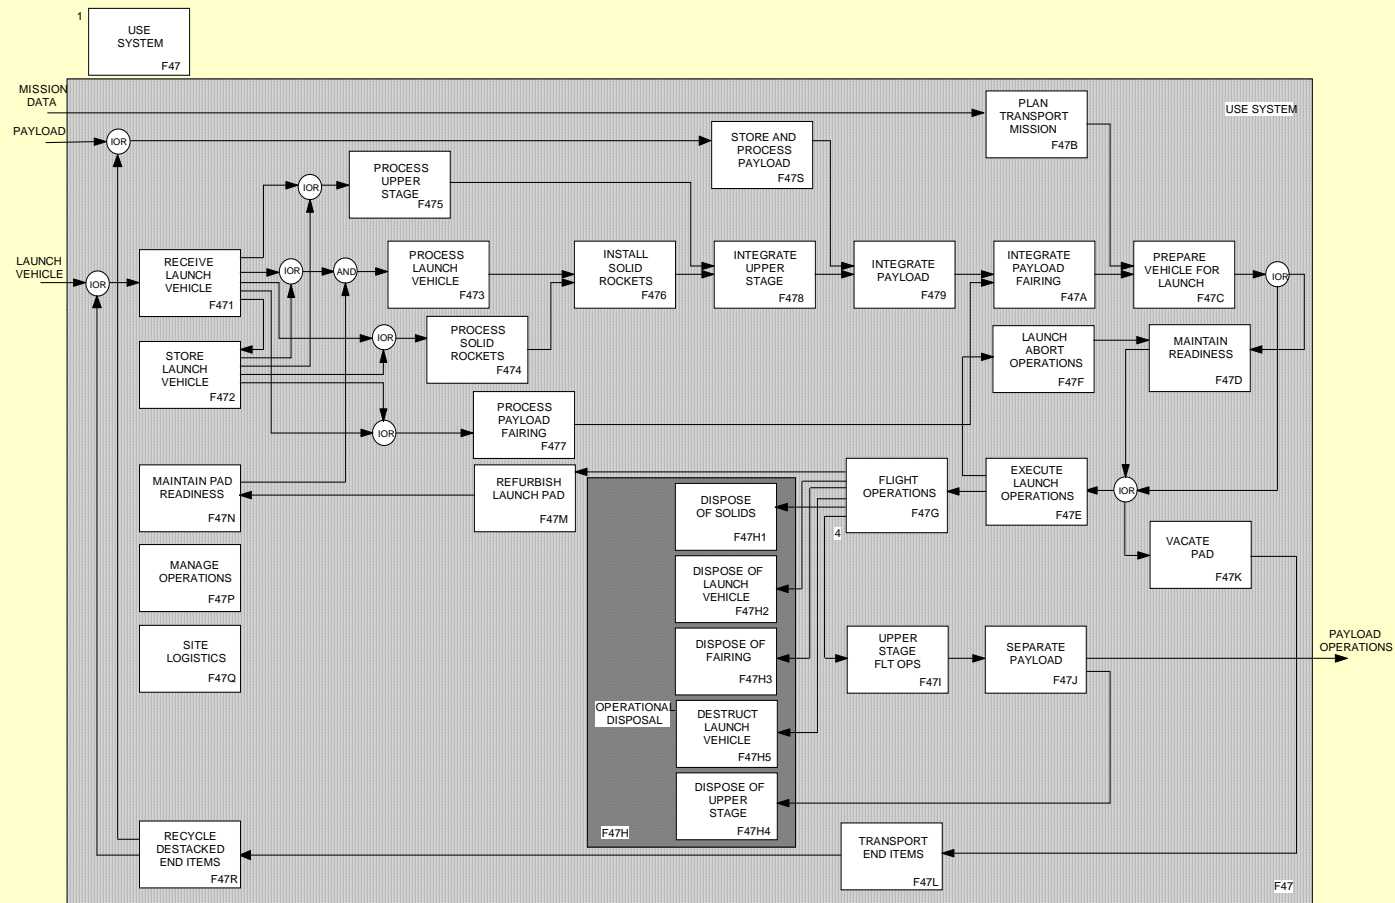 1
USE
SYSTEM
F47
MISSION
DATA
PAYLOAD
LAUNCH
VEHICLE
USE SYSTEM
IOR
PLAN
TRANSPORT
MISSION
F47B
STORE AND
PROCESS
PAYLOAD
F47S
PROCESS
UPPER
STAGE
F475
IOR
IOR
RECEIVE
LAUNCH
VEHICLE
F471
IOR
AND
PROCESS
LAUNCH
VEHICLE
F473
INSTALL
SOLID
ROCKETS
F476
INTEGRATE
UPPER
STAGE
F478
INTEGRATE
PAYLOAD
F479
INTEGRATE
PAYLOAD
FAIRING
F47A
PREPARE
VEHICLE FOR
LAUNCH
F47C
IOR
STORE
LAUNCH
VEHICLE
F472
IOR
PROCESS
SOLID
ROCKETS
F474
LAUNCH
ABORT
OPERATIONS
F47F
MAINTAIN
READINESS
F47D
IOR
PROCESS
PAYLOAD
FAIRING
F477
MAINTAIN PAD
READINESS
F47N
REFURBISH
LAUNCH PAD
F47M
FLIGHT
OPERATIONS
F47G
4
EXECUTE
LAUNCH
OPERATIONS
F47E
IOR
VACATE
PAD
F47K
MANAGE
OPERATIONS
F47P
SITE
LOGISTICS
F47Q
OPERATIONAL
DISPOSAL
F47H
DISPOSE
OF SOLIDS
F47H1
DISPOSE OF
LAUNCH
VEHICLE
F47H2
DISPOSE OF
FAIRING
F47H3
DESTRUCT
LAUNCH
VEHICLE
F47H5
DISPOSE OF
UPPER
STAGE
F47H4
UPPER
STAGE
FLT OPS
F47I
SEPARATE
PAYLOAD
F47J
PAYLOAD
OPERATIONS
RECYCLE
DESTACKED
END ITEMS
F47R
TRANSPORT
END ITEMS
F47L
F47